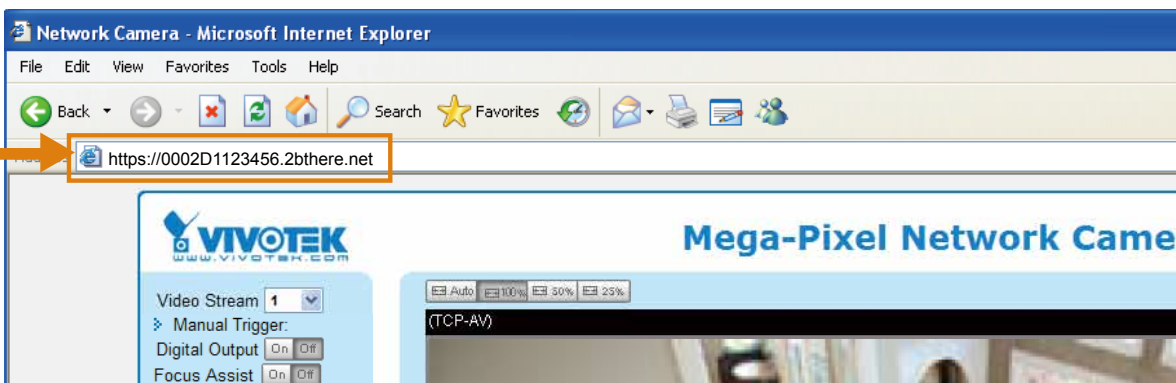 Network Camera - Microsoft Internet Explorer
File Edit View Favorites Tools Help
Back Search Favorites
https://0002D1123456.2bthere.net
VIVOTEK
www.vivotek.com
Mega-Pixel Network Came
Auto 100% 50% 25%
Video Stream 1
(TCP-AV)
Manual Trigger:
Digital Output On Off
Focus Assist On Off